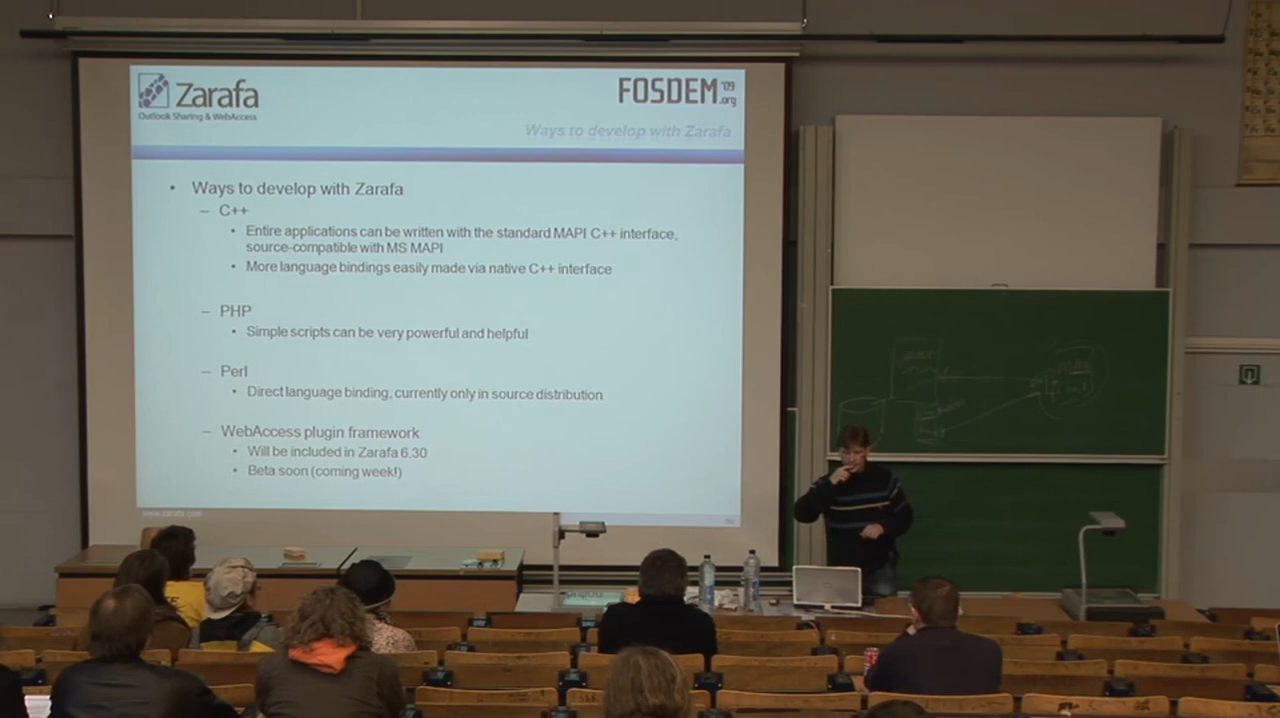 Zarafa
Outlook Sharing & WebAccess
FOSDEM '09 .org
Ways to develop with Zarafa
• Ways to develop with Zarafa
– C++
• Entire applications can be written with the standard MAPI C++ interface,
source-compatible with MS MAPI
• More language bindings easily made via native C++ interface
– PHP
• Simple scripts can be very powerful and helpful
– Perl
• Direct language binding, currently only in source distribution
– WebAccess plugin framework
• Will be included in Zarafa 6.30
• Beta soon (coming week!)
www.zarafa.com